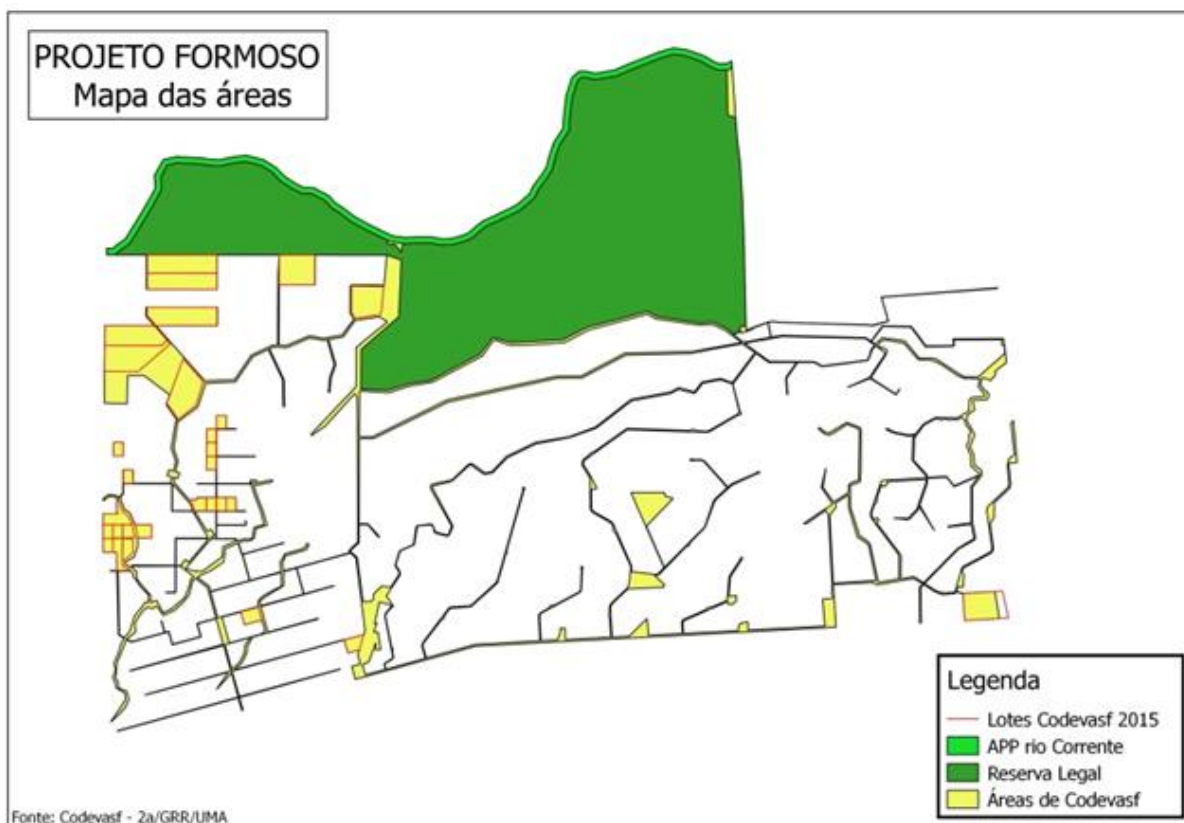 PROJETO FORMOSO
Mapa das áreas
Legenda
Lotes Codevasf 2015
APP rio Corrente
Reserva Legal
Áreas de Codevasf
Fonte: Codevasf - 2a/GRR/UMA